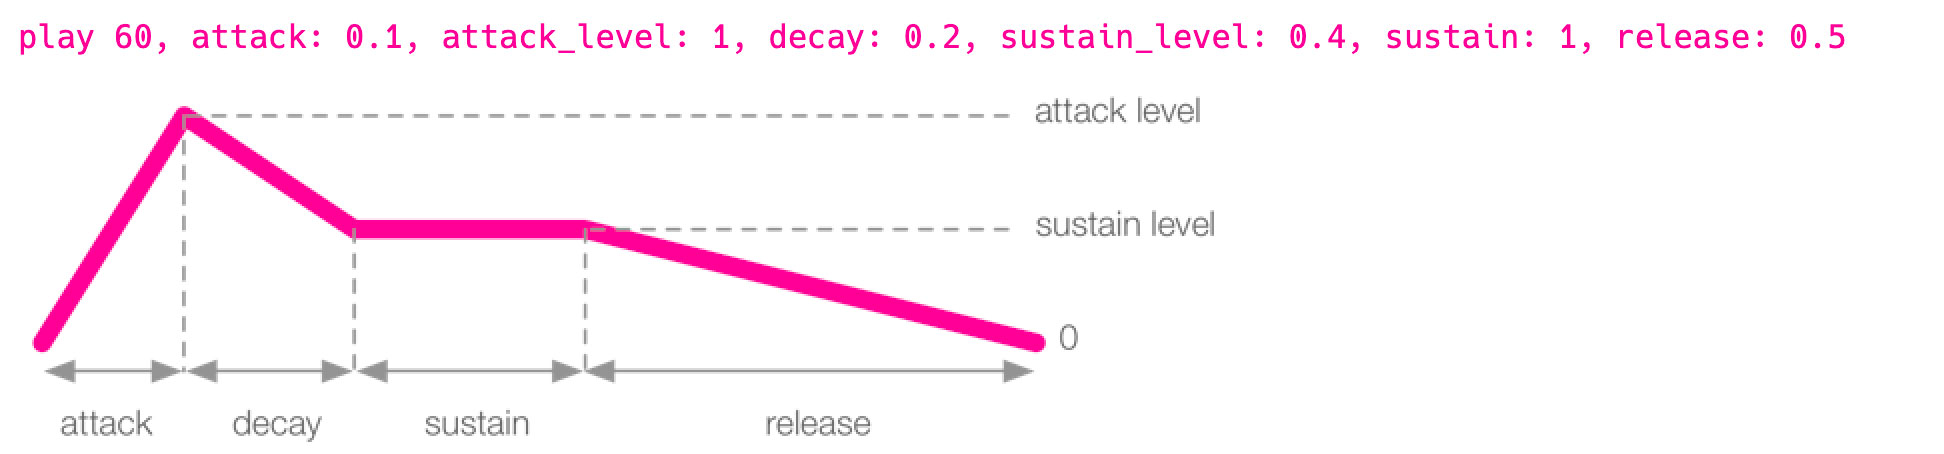 play 60, attack: 0.1, attack_level: 1, decay: 0.2, sustain_level: 0.4, sustain: 1, release: 0.5
attack level
sustain level
0
attack decay sustain release